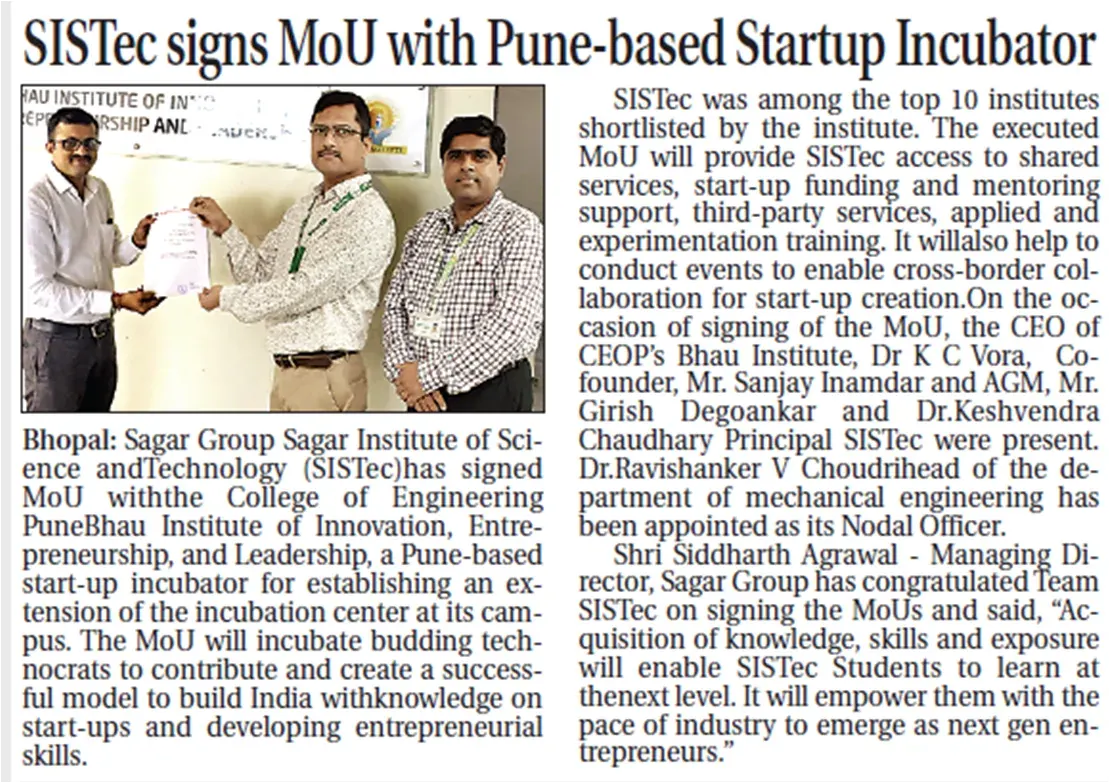 SISTec signs MoU with Pune-based Startup Incubator
HAU INSTITUTE OF
SHIP AND
Bhopal: Sagar Group Sagar Institute of Sci-
ence andTechnology (SISTec)has signed
MoU withthe College of Engineering
PuneBhau Institute of Innovation, Entre-
preneurship, and Leadership, a Pune-based
start-up incubator for establishing an ex-
tension of the incubation center at its cam-
pus. The MoU will incubate budding tech-
nocrats to contribute and create a success-
ful model to build India withknowledge on
start-ups and developing entrepreneurial
skills.
SISTec was among the top 10 institutes
shortlisted by the institute. The executed
MoU will provide SISTec access to shared
services, start-up funding and mentoring
support, third-party services, applied and
experimentation training. It willalso help to
conduct events to enable cross-border col-
laboration for start-up creation.On the oc-
casion of signing of the MoU, the CEO of
CEOP's Bhau Institute, Dr K C Vora, Co-
founder, Mr. Sanjay Inamdar and AGM, Mr.
Girish Degoankar and Dr.Keshvendra
Chaudhary Principal SISTec were present.
Dr.Ravishanker V Choudrihead of the de-
partment of mechanical engineering has
been appointed as its Nodal Officer.
Shri Siddharth Agrawal - Managing Di-
rector, Sagar Group has congratulated Team
SISTec on signing the MoUs and said, “Ac-
quisition of knowledge, skills and exposure
will enable SISTec Students to learn at
thenext level. It will empower them with the
pace of industry to emerge as next gen en-
trepreneurs.”